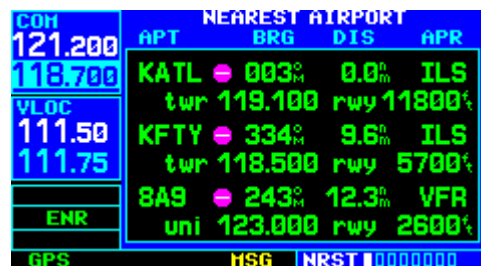 COM
121.200
118.700
VLOC
111.50
111.75
ENR
GPS
NEAREST AIRPORT
APT BRG DIS APR
KATL 003°M 0.0nm ILS
twr 119.100 rwy 11800ft
KFTY 334°M 9.6nm ILS
twr 118.500 rwy 5700ft
8A9 243°M 12.3nm VFR
uni 123.000 rwy 2600ft
MSG NRST